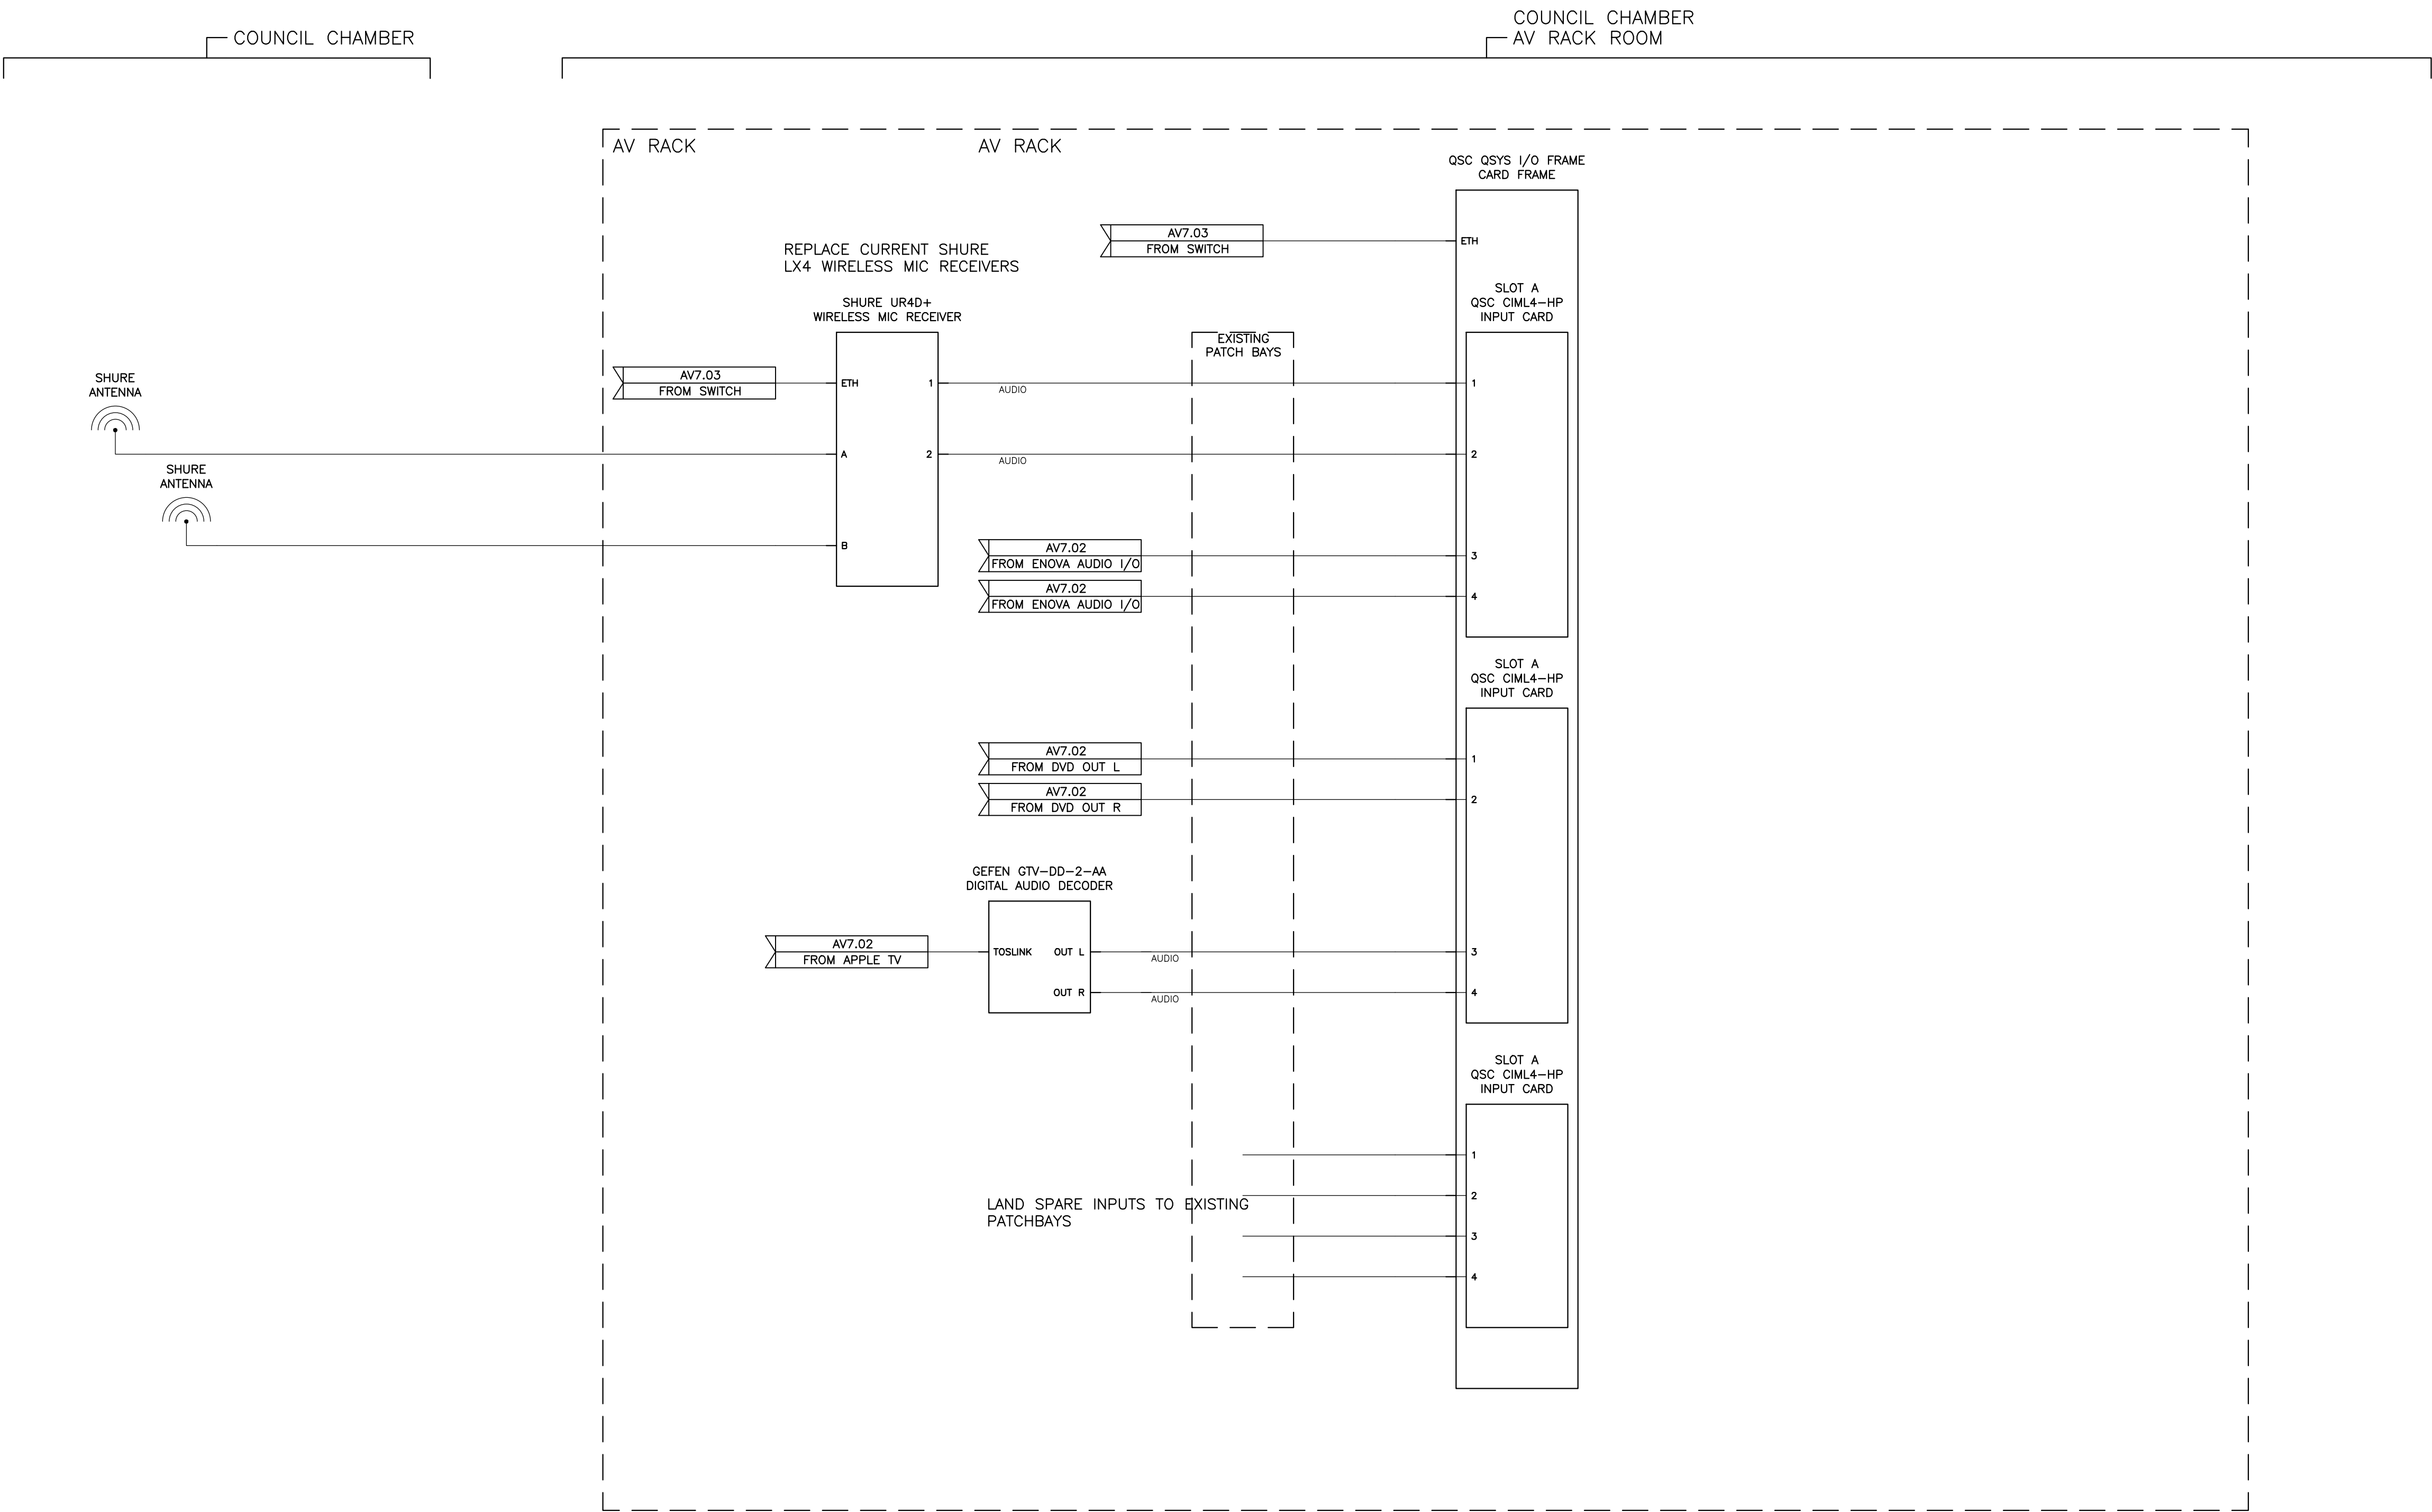 COUNCIL CHAMBER
COUNCIL CHAMBER
AV RACK ROOM
AV RACK
AV RACK
QSC QSYS I/O FRAME
CARD FRAME
AV7.03
FROM SWITCH
ETH
REPLACE CURRENT SHURE
LX4 WIRELESS MIC RECEIVERS
SLOT A
QSC CIML4-HP
INPUT CARD
SHURE UR4D+
WIRELESS MIC RECEIVER
EXISTING
PATCH BAYS
SHURE
ANTENNA
AV7.03
FROM SWITCH
ETH
1
AUDIO
1
A
2
AUDIO
2
SHURE
ANTENNA
B
AV7.02
FROM ENOVA AUDIO I/O
3
AV7.02
FROM ENOVA AUDIO I/O
4
SLOT A
QSC CIML4-HP
INPUT CARD
AV7.02
FROM DVD OUT L
1
AV7.02
FROM DVD OUT R
2
GEFEN GTV-DD-2-AA
DIGITAL AUDIO DECODER
AV7.02
FROM APPLE TV
TOSLINK
OUT L
AUDIO
3
OUT R
AUDIO
4
SLOT A
QSC CIML4-HP
INPUT CARD
1
2
LAND SPARE INPUTS TO EXISTING
PATCHBAYS
3
4